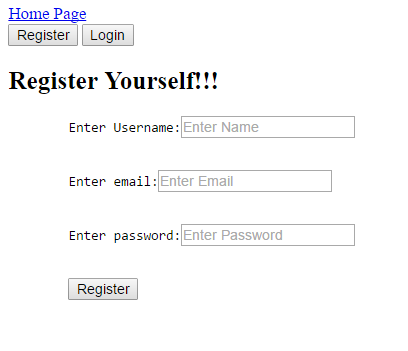 Home Page
Register Login
Register Yourself!!!
Enter Username:Enter Name
Enter email:Enter Email
Enter password:Enter Password
Register